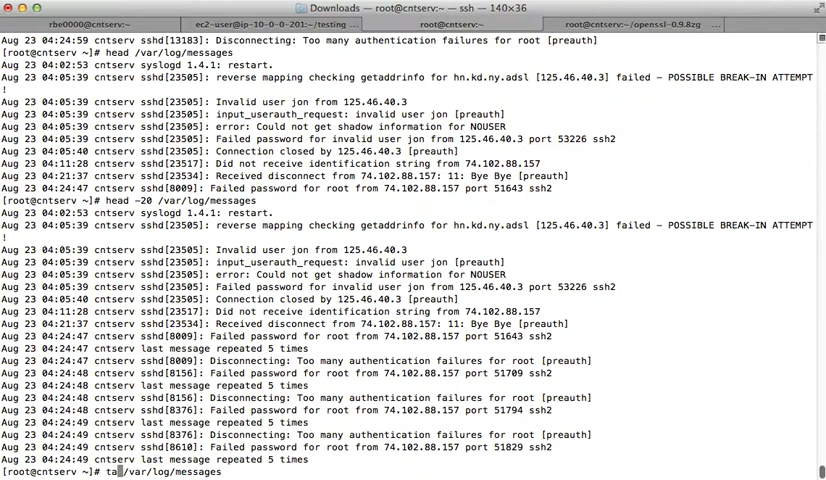 Downloads — root@cntserv:~ — ssh — 140×36
rbe0000@cntserv:~
ec2-user@ip-10-0-0-201:~/testing ...
root@cntserv:~
root@cntserv:~/openssl-0.9.8zg ...
Aug 23 04:24:59 cntserv sshd[13183]: Disconnecting: Too many authentication failures for root [preauth]
[root@cntserv ~]# head /var/log/messages
Aug 23 04:02:53 cntserv syslogd 1.4.1: restart.
Aug 23 04:05:39 cntserv sshd[23505]: reverse mapping checking getaddrinfo for hn.kd.ny.adsl [125.46.40.3] failed - POSSIBLE BREAK-IN ATTEMPT
!
Aug 23 04:05:39 cntserv sshd[23505]: Invalid user jon from 125.46.40.3
Aug 23 04:05:39 cntserv sshd[23505]: input_userauth_request: invalid user jon [preauth]
Aug 23 04:05:39 cntserv sshd[23505]: error: Could not get shadow information for NOUSER
Aug 23 04:05:39 cntserv sshd[23505]: Failed password for invalid user jon from 125.46.40.3 port 53226 ssh2
Aug 23 04:05:40 cntserv sshd[23505]: Connection closed by 125.46.40.3 [preauth]
Aug 23 04:11:28 cntserv sshd[23517]: Did not receive identification string from 74.102.88.157
Aug 23 04:21:37 cntserv sshd[23534]: Received disconnect from 74.102.88.157: 11: Bye Bye [preauth]
Aug 23 04:24:47 cntserv sshd[8009]: Failed password for root from 74.102.88.157 port 51643 ssh2
[root@cntserv ~]# head -20 /var/log/messages
Aug 23 04:02:53 cntserv syslogd 1.4.1: restart.
Aug 23 04:05:39 cntserv sshd[23505]: reverse mapping checking getaddrinfo for hn.kd.ny.adsl [125.46.40.3] failed - POSSIBLE BREAK-IN ATTEMPT
!
Aug 23 04:05:39 cntserv sshd[23505]: Invalid user jon from 125.46.40.3
Aug 23 04:05:39 cntserv sshd[23505]: input_userauth_request: invalid user jon [preauth]
Aug 23 04:05:39 cntserv sshd[23505]: error: Could not get shadow information for NOUSER
Aug 23 04:05:39 cntserv sshd[23505]: Failed password for invalid user jon from 125.46.40.3 port 53226 ssh2
Aug 23 04:05:40 cntserv sshd[23505]: Connection closed by 125.46.40.3 [preauth]
Aug 23 04:11:28 cntserv sshd[23517]: Did not receive identification string from 74.102.88.157
Aug 23 04:21:37 cntserv sshd[23534]: Received disconnect from 74.102.88.157: 11: Bye Bye [preauth]
Aug 23 04:24:47 cntserv sshd[8009]: Failed password for root from 74.102.88.157 port 51643 ssh2
Aug 23 04:24:47 cntserv last message repeated 5 times
Aug 23 04:24:47 cntserv sshd[8009]: Disconnecting: Too many authentication failures for root [preauth]
Aug 23 04:24:48 cntserv sshd[8156]: Failed password for root from 74.102.88.157 port 51709 ssh2
Aug 23 04:24:48 cntserv last message repeated 5 times
Aug 23 04:24:48 cntserv sshd[8156]: Disconnecting: Too many authentication failures for root [preauth]
Aug 23 04:24:48 cntserv sshd[8376]: Failed password for root from 74.102.88.157 port 51794 ssh2
Aug 23 04:24:49 cntserv last message repeated 5 times
Aug 23 04:24:49 cntserv sshd[8376]: Disconnecting: Too many authentication failures for root [preauth]
Aug 23 04:24:49 cntserv sshd[8610]: Failed password for root from 74.102.88.157 port 51829 ssh2
Aug 23 04:24:49 cntserv last message repeated 5 times
[root@cntserv ~]# ta /var/log/messages